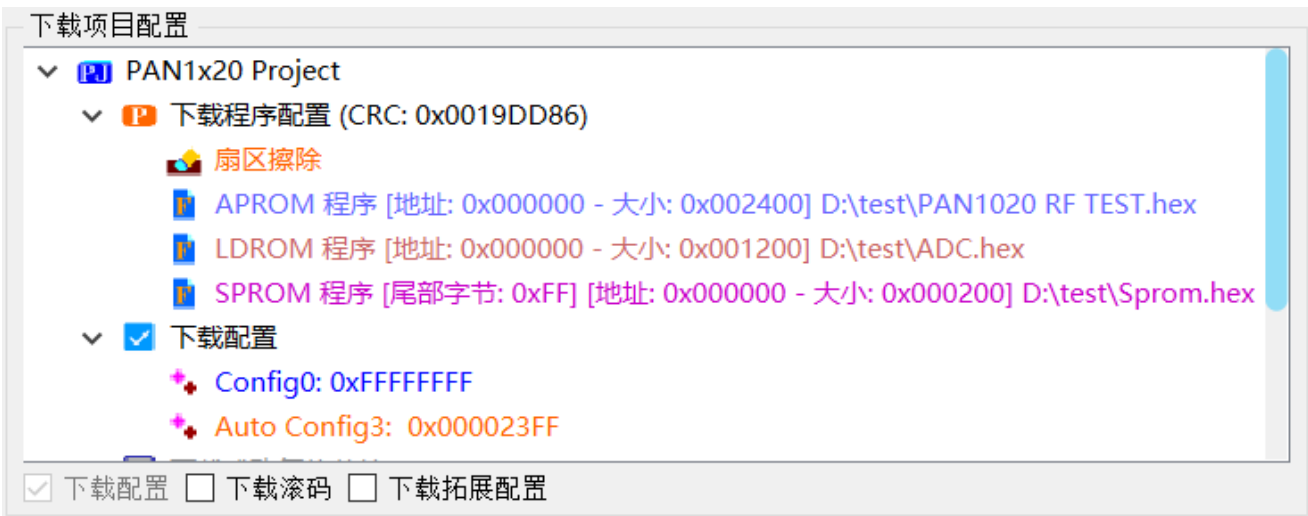 下载项目配置
PJ PAN1x20 Project
P 下载程序配置 (CRC: 0x0019DD86)
扇区擦除
F APROM 程序 [地址: 0x000000 - 大小: 0x002400] D:\test\PAN1020 RF TEST.hex
F LDROM 程序 [地址: 0x000000 - 大小: 0x001200] D:\test\ADC.hex
F SPROM 程序 [尾部字节: 0xFF] [地址: 0x000000 - 大小: 0x000200] D:\test\Sprom.hex
下载配置
Config0: 0xFFFFFFFF
Auto Config3: 0x000023FF
下载配置 下载滚码 下载拓展配置